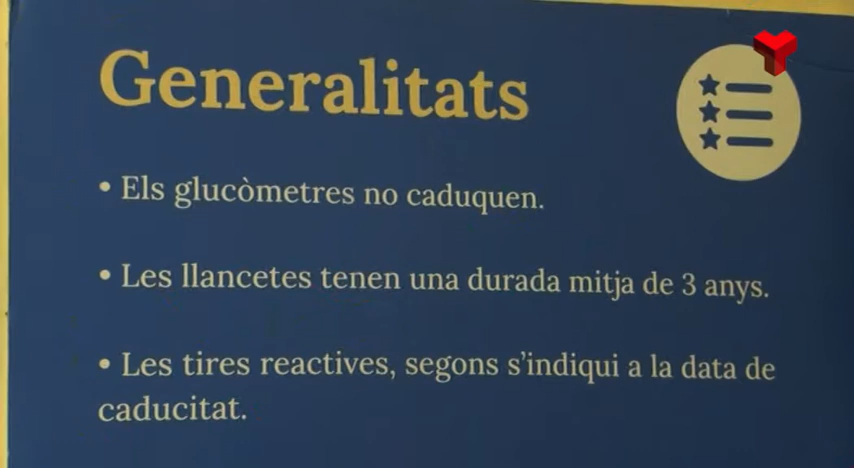 Generalitats
• Els glucòmetres no caduquen.
• Les llancetes tenen una durada mitja de 3 anys.
• Les tires reactives, segons s'indiqui a la data de
caducitat.